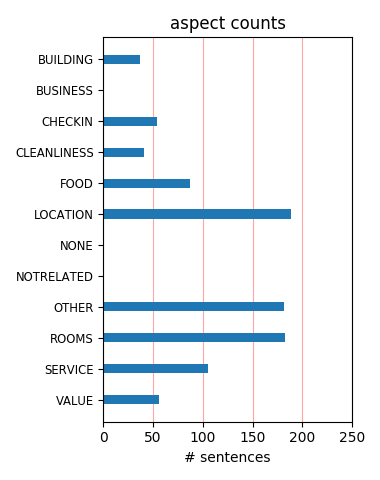 aspect counts
BUILDING
BUSINESS
CHECKIN
CLEANLINESS
FOOD
LOCATION
NONE
NOTRELATED
OTHER
ROOMS
SERVICE
VALUE
0 50 100 150 200 250
# sentences